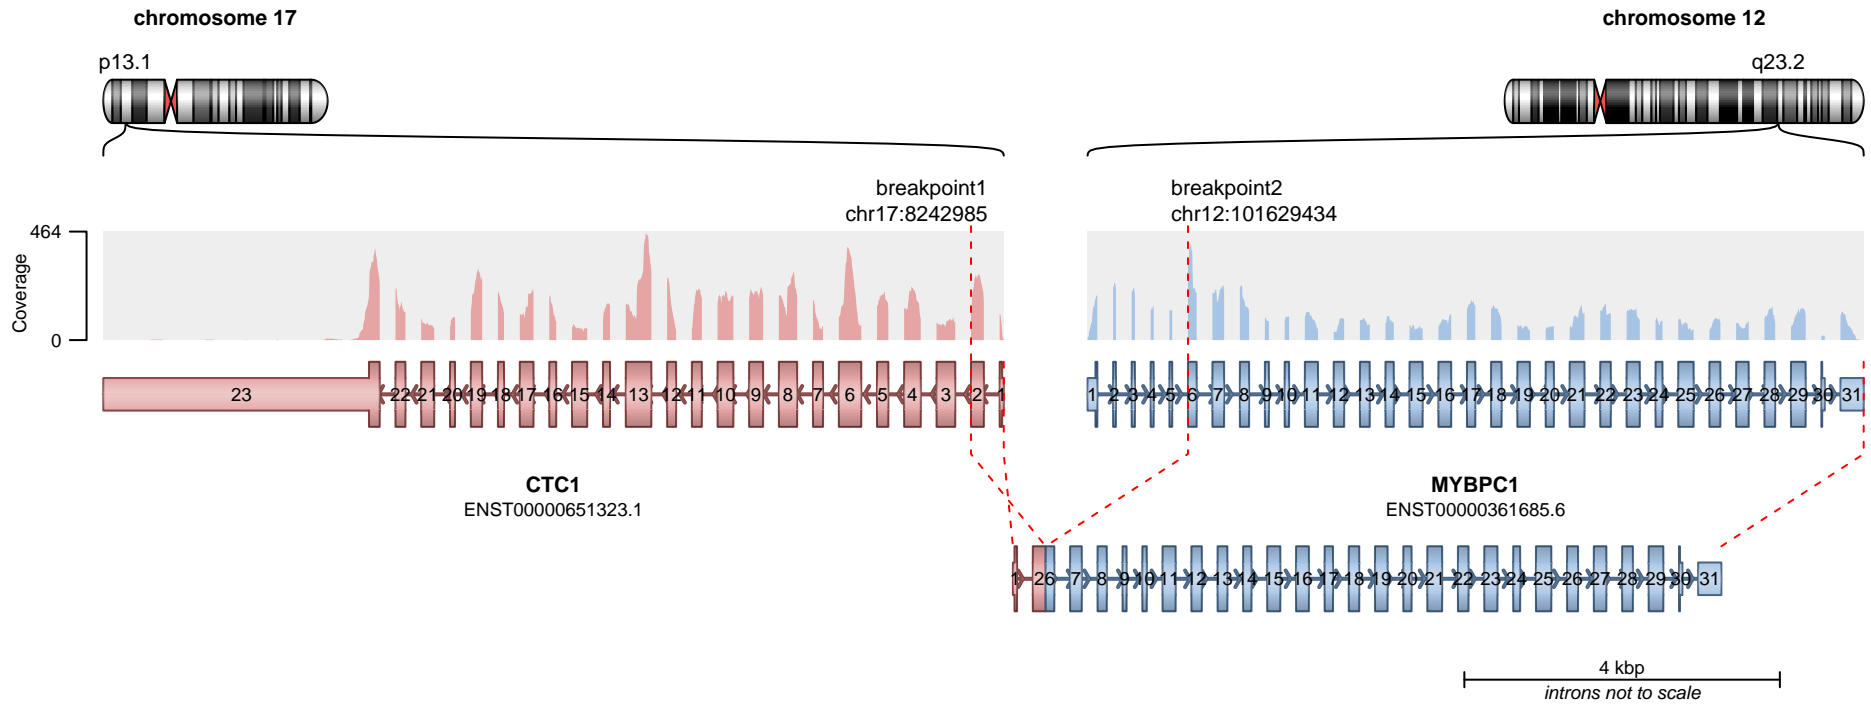 chromosome 17
chromosome 12
p13.1
q23.2
breakpoint1
chr17:8242985
breakpoint2
chr12:101629434
Coverage
464
0
23 22 21 20 19 18 17 16 15 14 13 12 11 10 9 8 7 6 5 4 3 2 1
1 2 3 4 5 6 7 8 9 10 11 12 13 14 15 16 17 18 19 20 21 22 23 24 25 26 27 28 29 30 31
CTC1
ENST00000651323.1
MYBPC1
ENST00000361685.6
1 2 6 7 8 9 10 11 12 13 14 15 16 17 18 19 20 21 22 23 24 25 26 27 28 29 30 31
4 kbp
introns not to scale